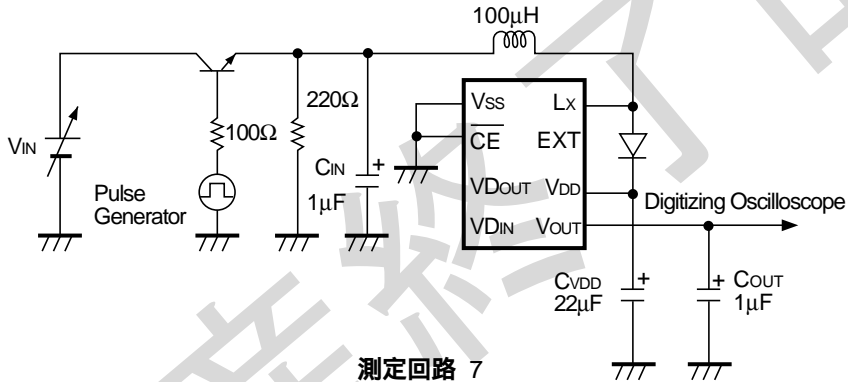 100µH
VIN
100Ω
Pulse
Generator
220Ω
CIN
+
1µF
VSS
LX
CE
EXT
VDOUT
VDD
VDIN
VOUT
Digitizing Oscilloscope
CVDD
22µF
+
+
COUT
1µF
測定回路 7